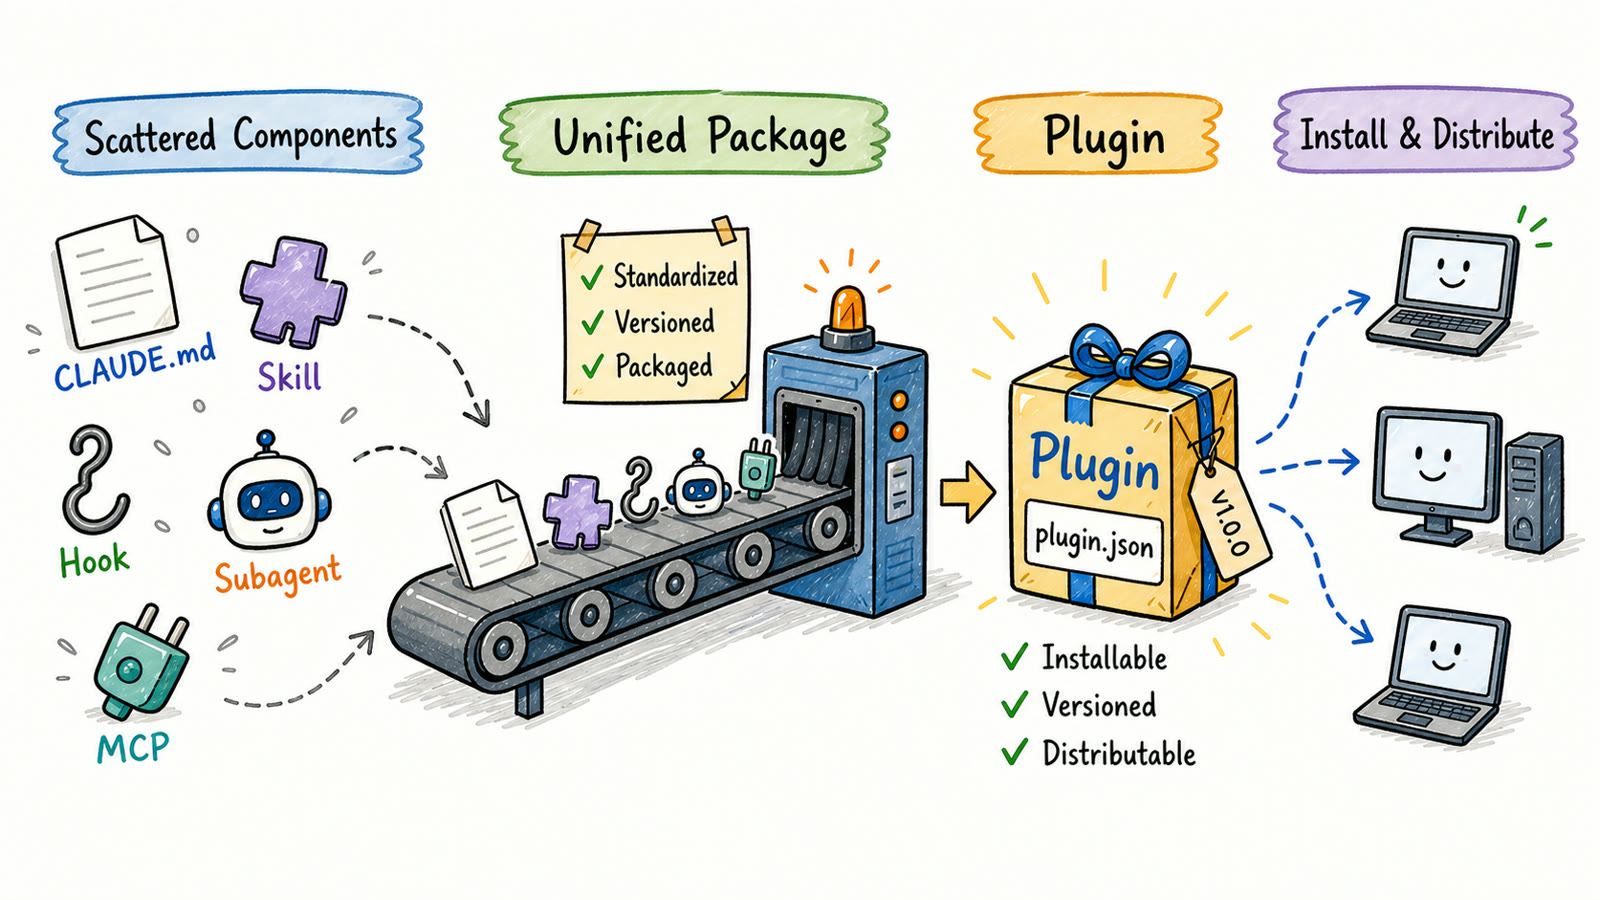 Scattered Components
Unified Package
Plugin
Install & Distribute
CLAUDE.md
Skill
Hook
Subagent
MCP
Standardized
Versioned
Packaged
Plugin
plugin.json
v1.0.0
Installable
Versioned
Distributable